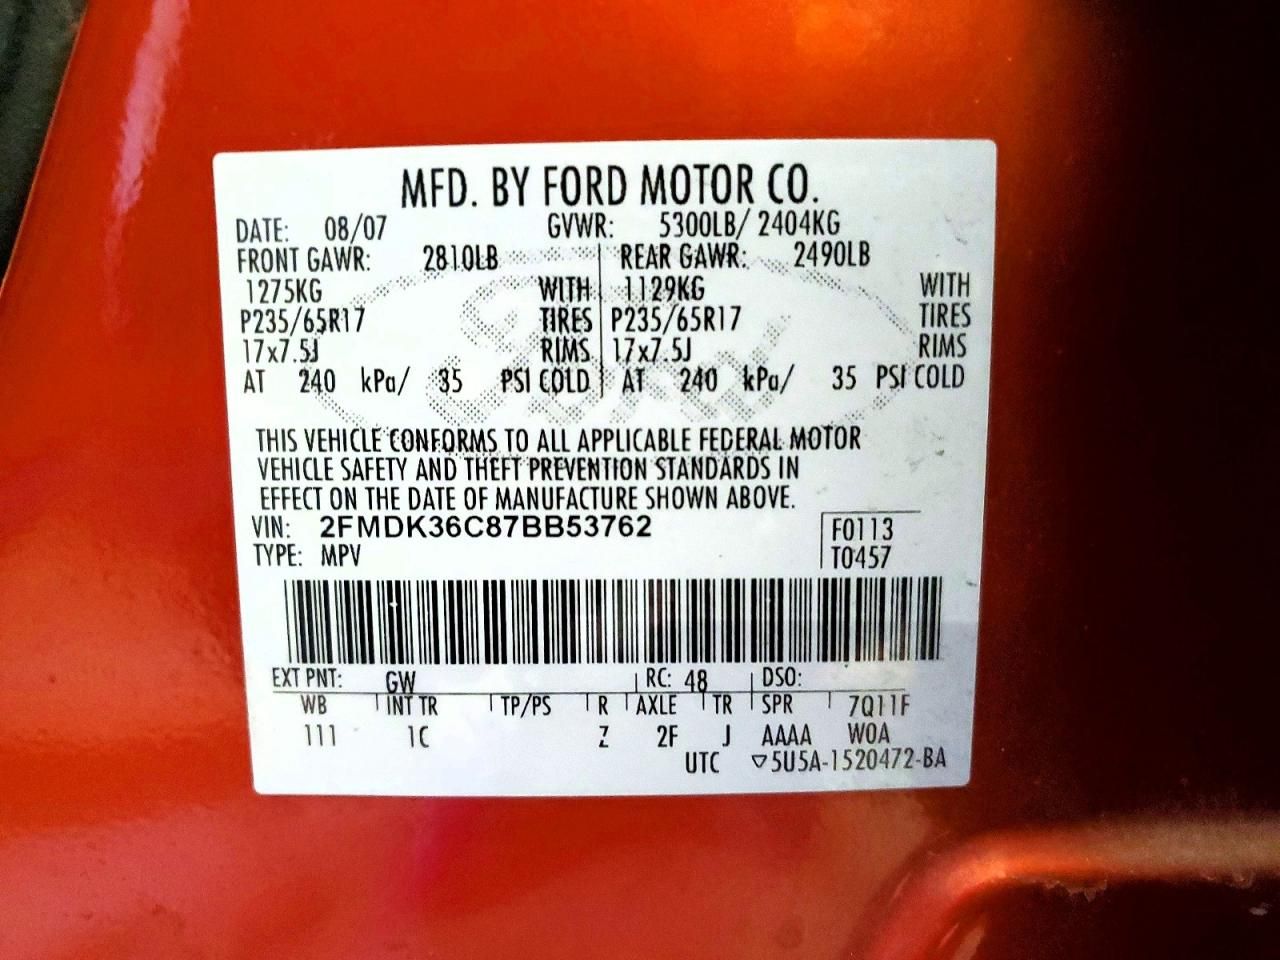 MFD. BY FORD MOTOR CO.
DATE: 08/07 GVWR: 5300LB/ 2404KG
FRONT GAWR: 2810LB REAR GAWR: 2490LB
1275KG WITH 1129KG WITH
P235/65R17 TIRES P235/65R17 TIRES
17x7.5J RIMS 17x7.5J RIMS
AT 240 kPa/ 35 PSI COLD AT 240 kPa/ 35 PSI COLD
Ford
THIS VEHICLE CONFORMS TO ALL APPLICABLE FEDERAL MOTOR
VEHICLE SAFETY AND THEFT PREVENTION STANDARDS IN
EFFECT ON THE DATE OF MANUFACTURE SHOWN ABOVE.
VIN: 2FMDK36C87BB53762 F0113
TYPE: MPV T0457
EXT PNT: GW RC: 48 DSO:
WB INT TR TP/PS R AXLE TR SPR 7Q11F
111 1C Z 2F J AAAA WOA
UTC ▽5U5A-1520472-BA